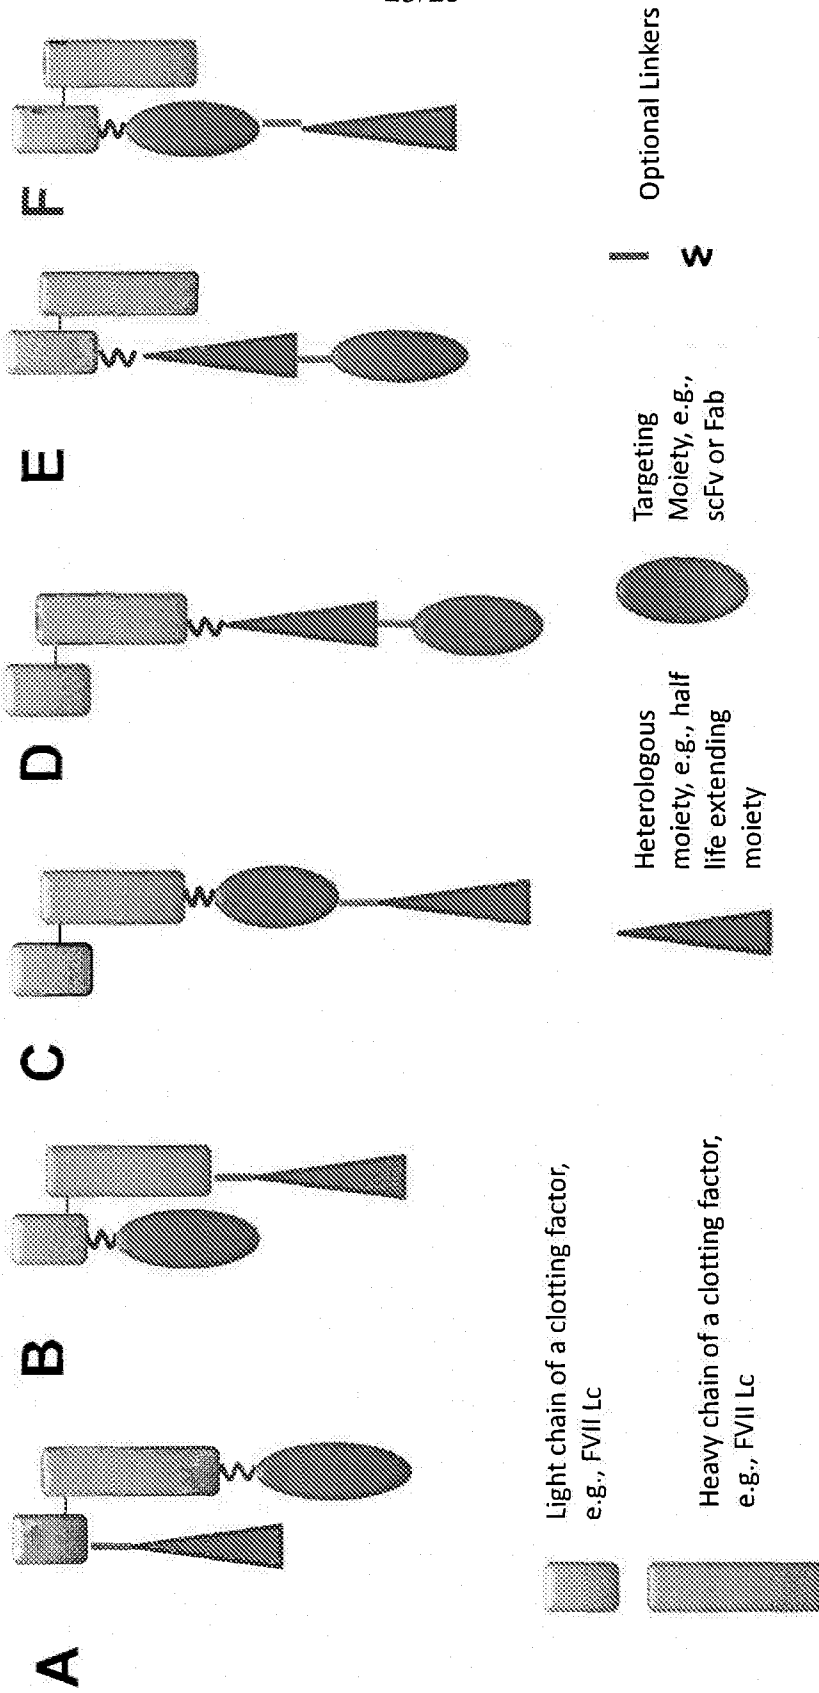 A
B
C
D
E
F
Light chain of a clotting factor,
e.g., FVII Lc
Heavy chain of a clotting factor,
e.g., FVII Lc
Heterologous
moiety, e.g., half
life extending
moiety
Targeting
Moiety, e.g.,
scFv or Fab
Optional Linkers